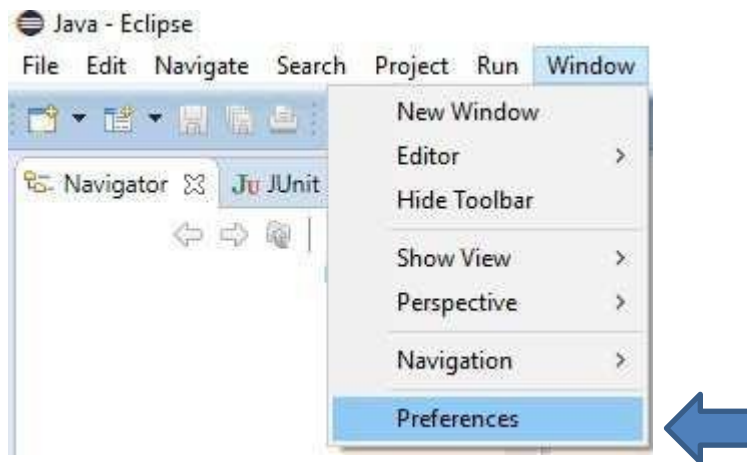 Java - Eclipse
File Edit Navigate Search Project Run Window
New Window
Editor
Navigator Ju JUnit
Hide Toolbar
Show View
Perspective
Navigation
Preferences